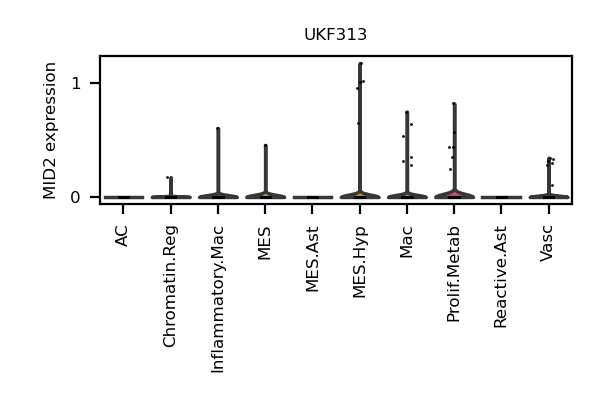 UKF313
MID2 expression
1
0
AC
Chromatin.Reg
Inflammatory.Mac
MES
MES.Ast
MES.Hyp
Mac
Prolif.Metab
Reactive.Ast
Vasc